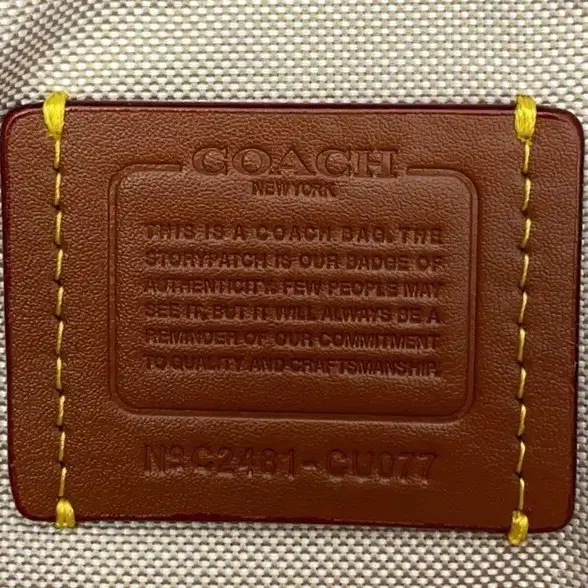 COACH
NEW YORK
THIS IS A COACH BAG. THE
STORYPATCH IS OUR BADGE OF
AUTHENTICITY. FEW PEOPLE MAY
SEE IT, BUT IT WILL ALWAYS BE A
REMINDER OF OUR COMMITMENT
TO QUALITY AND CRAFTSMANSHIP.
Nº C2481-CU077